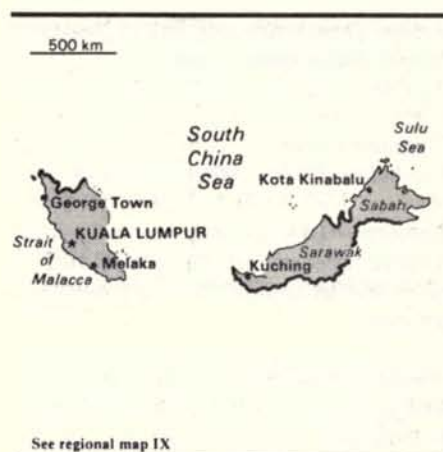 500 km
South
China
Sea
Sulu
Sea
Kota Kinabalu
Sabah
George Town
KUALA LUMPUR
Strait
of
Malacca
Melaka
Sarawak
Kuching
See regional map IX